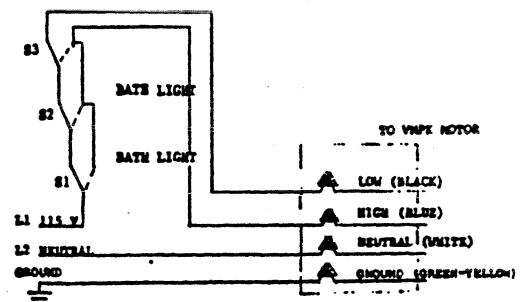 S3
BATH LIGHT
S2
TO VMPK MOTOR
BATH LIGHT
S1
LOW (BLACK)
L1 115 V
HIGH (BLUE)
L2 NEUTRAL
NEUTRAL (WHITE)
GROUND
GROUND (GREEN-YELLOW)